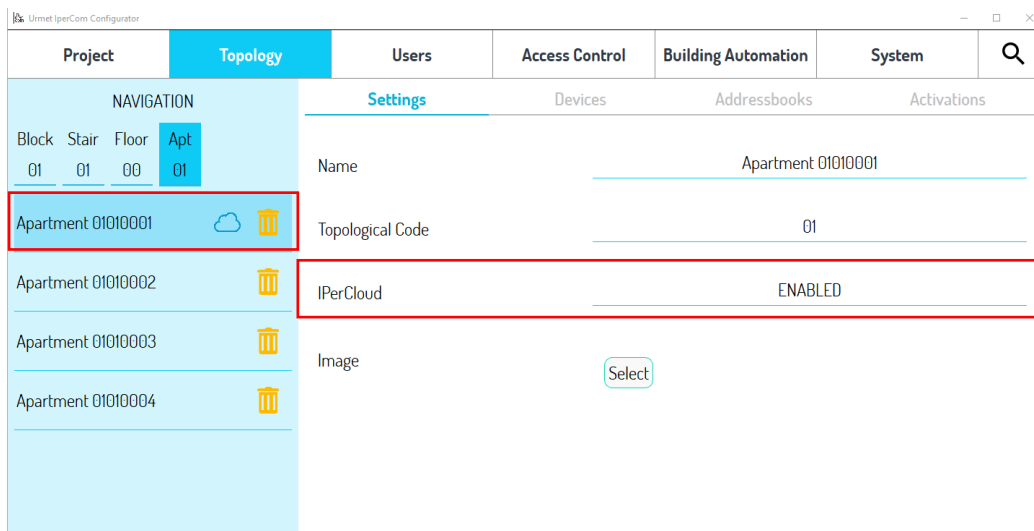 Urmet IperCom Configurator
Project Topology Users Access Control Building Automation System
NAVIGATION
Settings Devices Addressbooks Activations
Block Stair Floor Apt
01 01 00 01
Name Apartment 01010001
Apartment 01010001
Topological Code 01
Apartment 01010002
IPerCloud ENABLED
Apartment 01010003
Image Select
Apartment 01010004